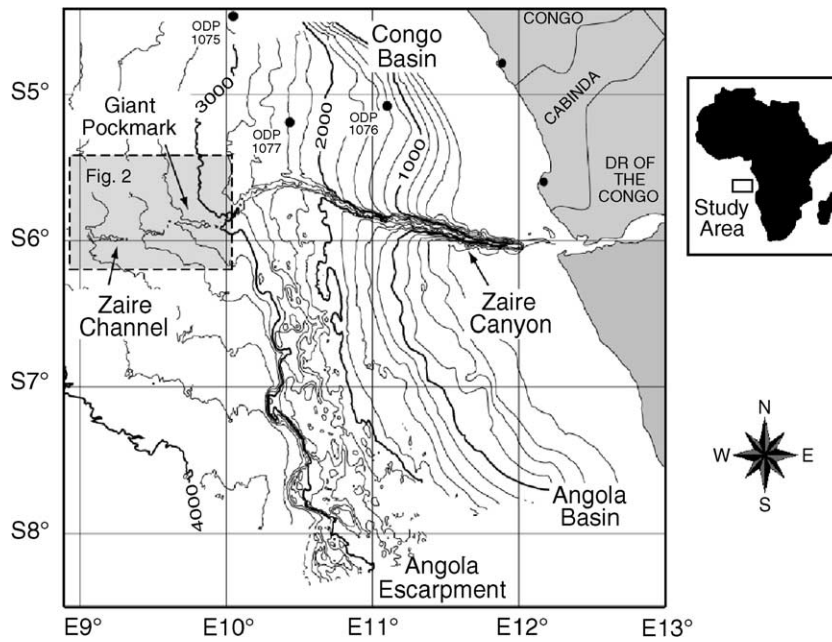 CONGO
ODP
1075
Congo
Basin
S5°
3000
Giant
Pockmark
CABINDA
ODP
1077
2000
ODP
1076
1000
DR OF
THE
CONGO
Fig. 2
Study
Area
S6°
Zaire
Channel
Zaire
Canyon
S7°
N
W
E
S
4000
Angola
Basin
S8°
Angola
Escarpment
E9°
E10°
E11°
E12°
E13°